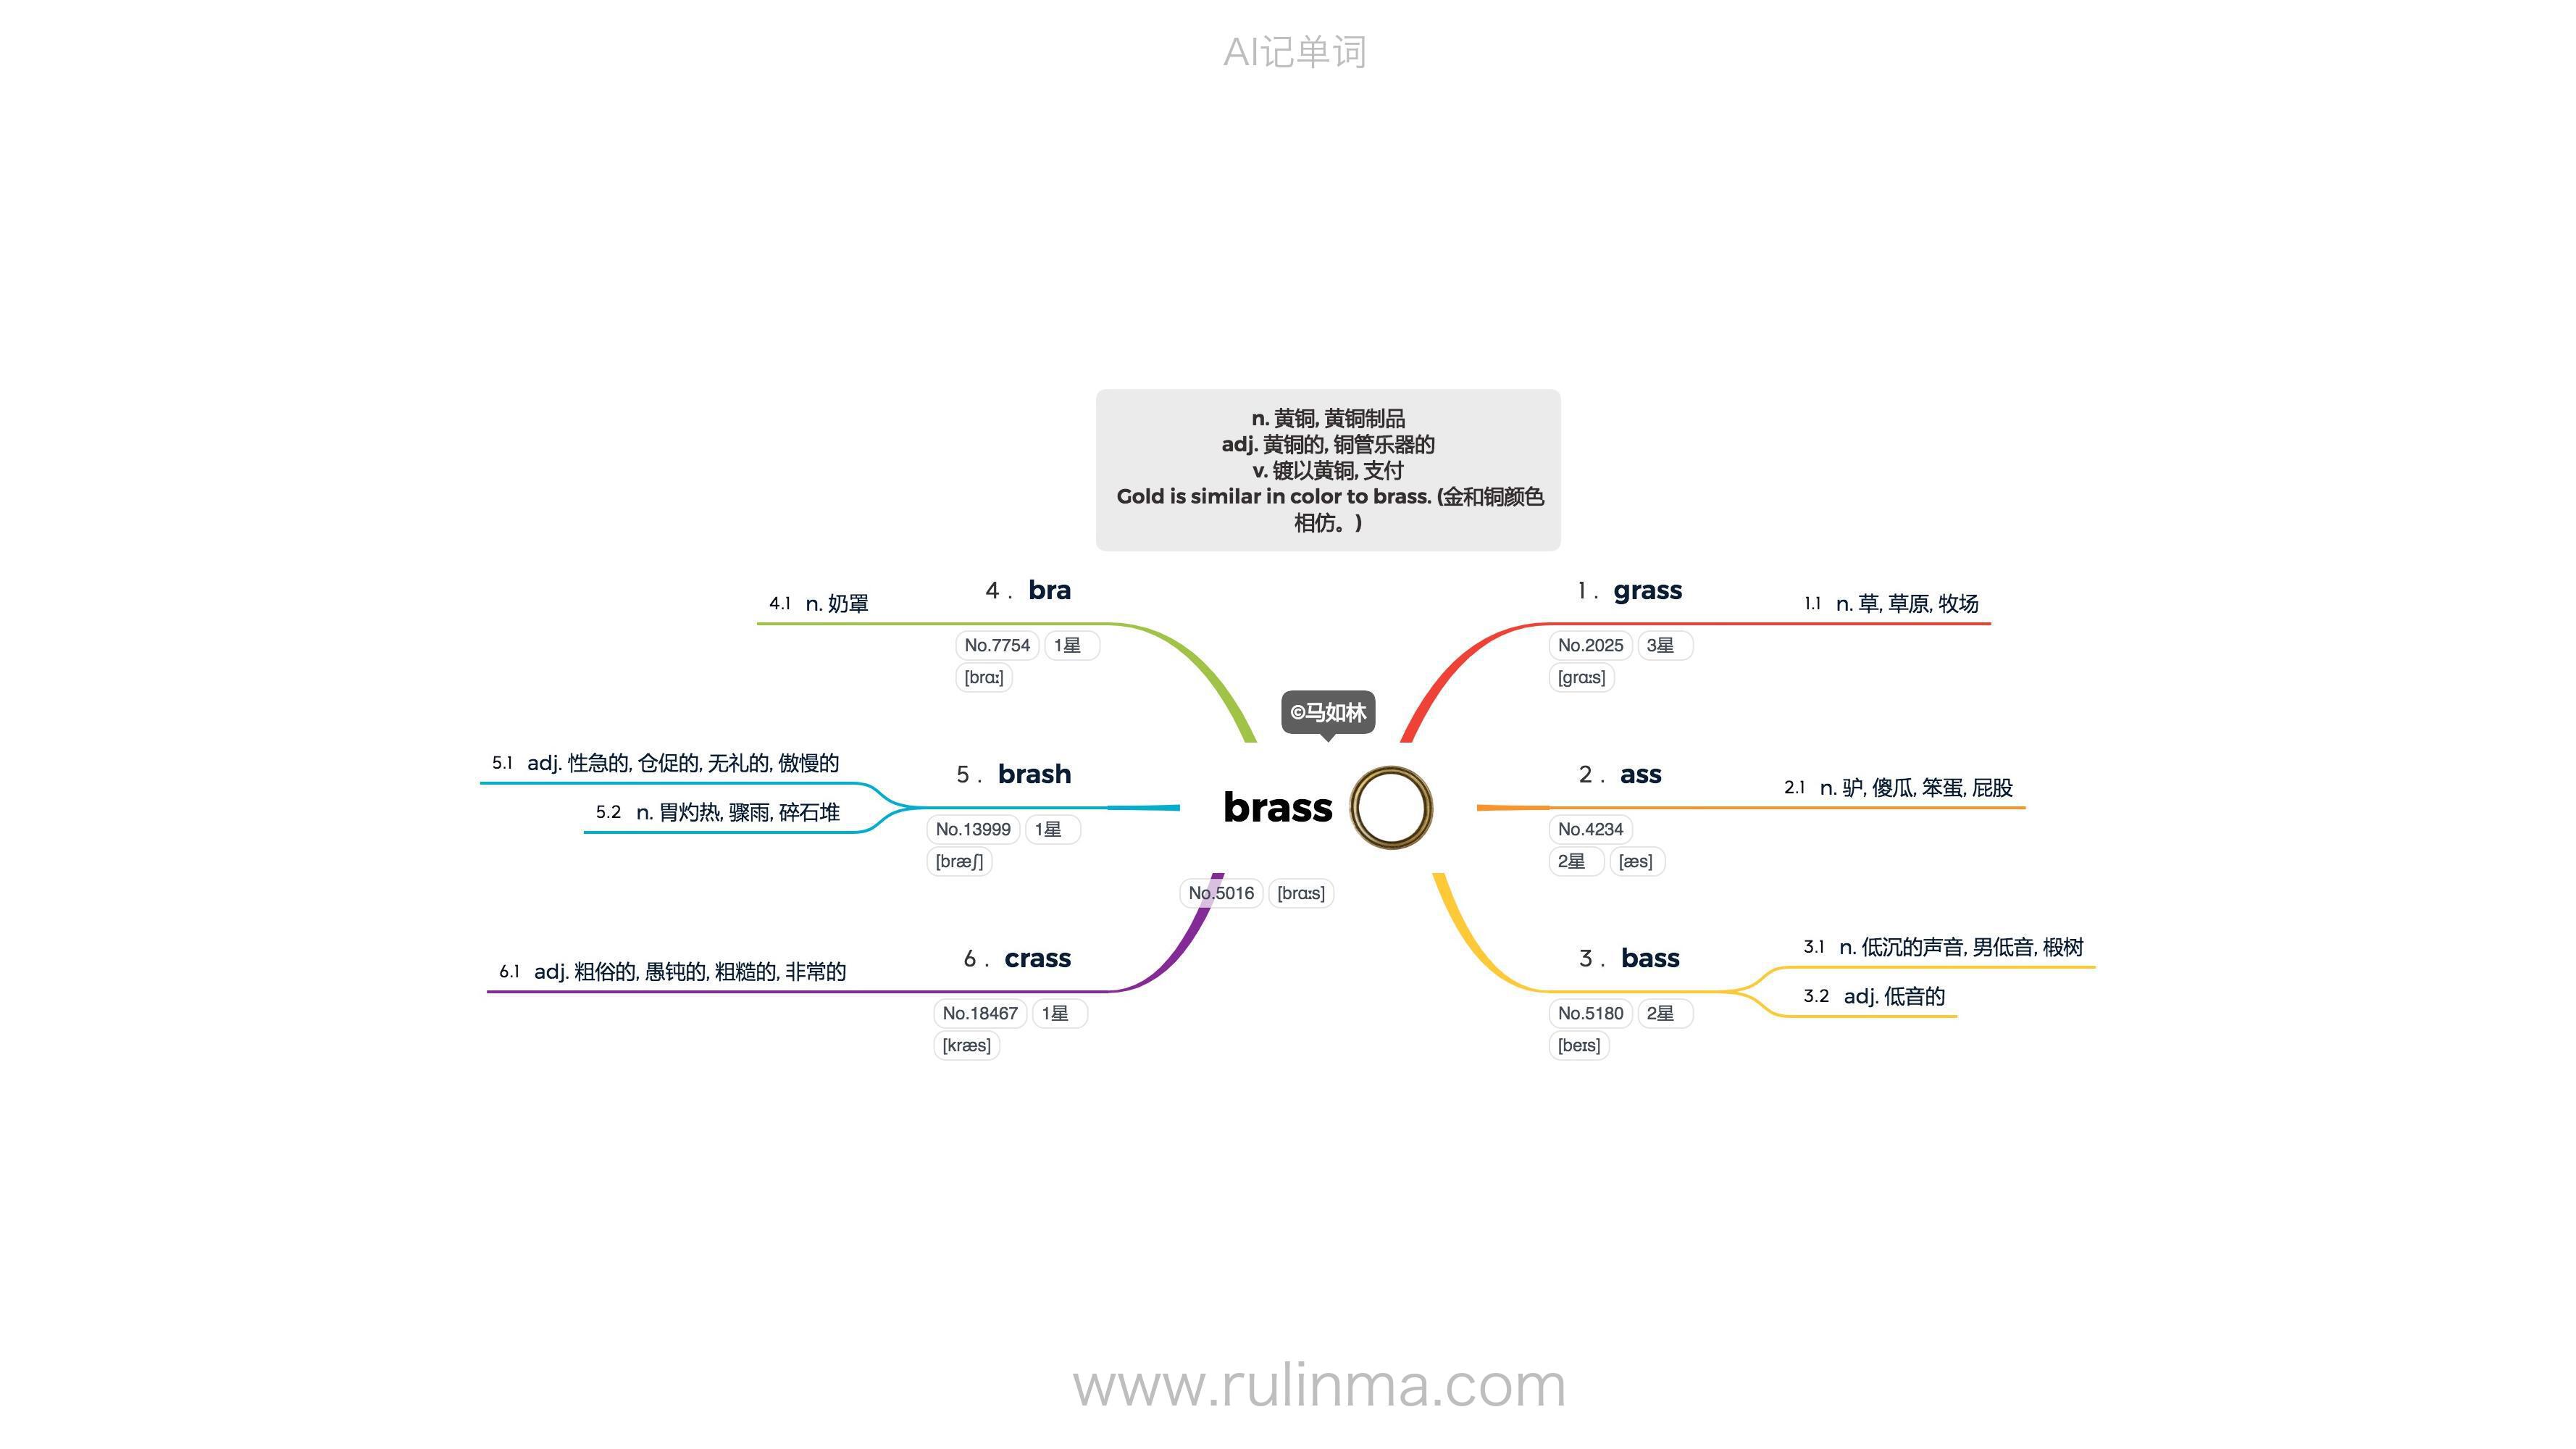 AI记单词
n. 黄铜, 黄铜制品
adj. 黄铜的, 铜管乐器的
v. 镀以黄铜, 支付
Gold is similar in color to brass. (金和铜颜色
相仿。)
©马如林
brass
No.5016 [brɑːs]
1. grass
No.2025 3星
[grɑːs]
1.1 n. 草, 草原, 牧场
2. ass
No.4234
2星 [æs]
2.1 n. 驴, 傻瓜, 笨蛋, 屁股
3. bass
No.5180 2星
[beɪs]
3.1 n. 低沉的声音, 男低音, 椴树
3.2 adj. 低音的
4. bra
No.7754 1星
[brɑː]
4.1 n. 奶罩
5. brash
No.13999 1星
[bræʃ]
5.1 adj. 性急的, 仓促的, 无礼的, 傲慢的
5.2 n. 胃灼热, 骤雨, 碎石堆
6. crass
No.18467 1星
[kræs]
6.1 adj. 粗俗的, 愚钝的, 粗糙的, 非常的
www.rulinma.com